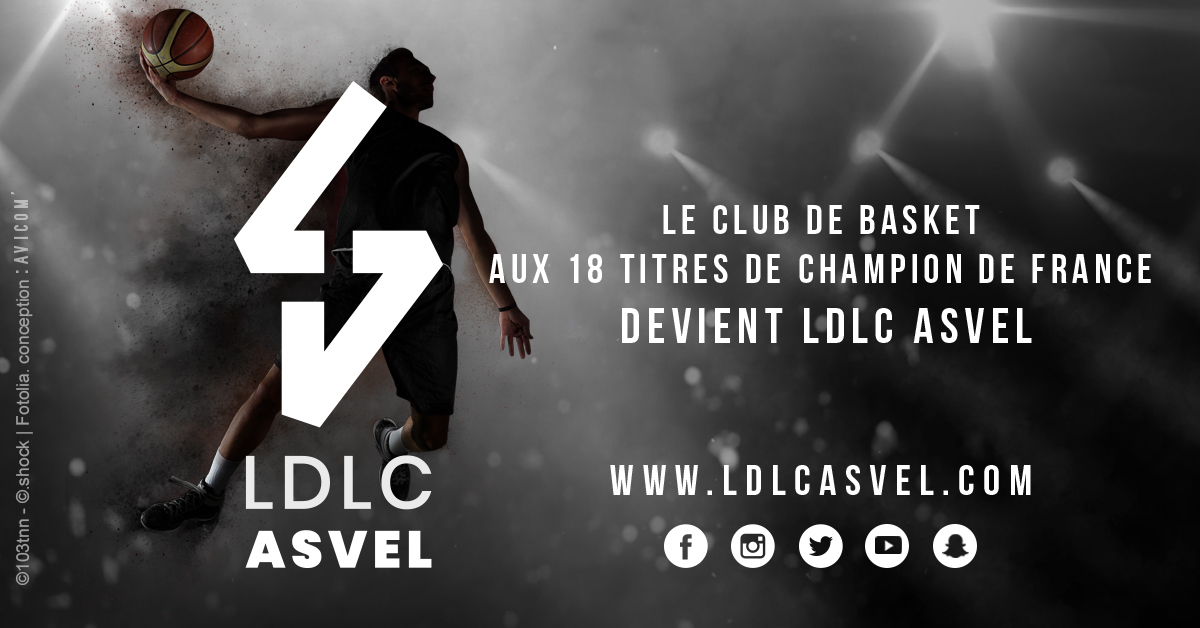 LE CLUB DE BASKET
AUX 18 TITRES DE CHAMPION DE FRANCE
DEVIENT LDLC ASVEL
WWW.LDLCASVEL.COM
LDLC
ASVEL
©103tnn - ©.shock | Fotolia. conception : AVICOM'